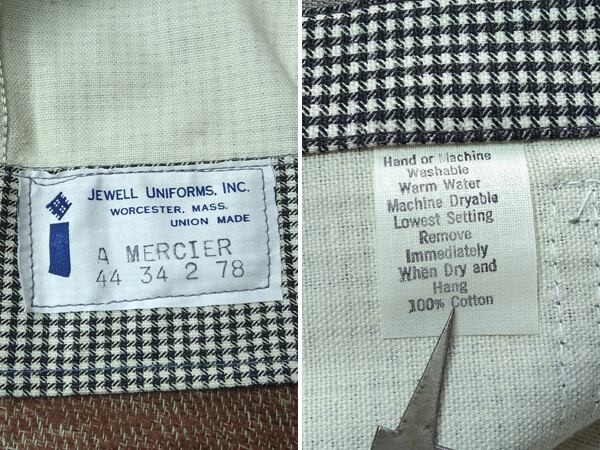 JEWELL UNIFORMS, INC.
WORCESTER, MASS.
UNION MADE
A MERCIER
44 34 2 78
Hand or Machine
Washable
Warm Water
Machine Dryable
Lowest Setting
Remove
Immediately
When Dry and
Hang
100% Cotton